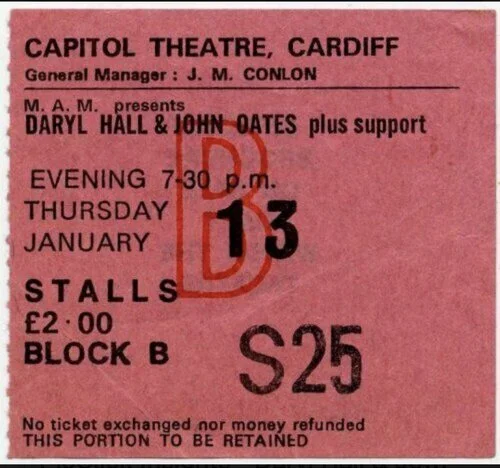 CAPITOL THEATRE, CARDIFF
General Manager : J. M. CONLON
M. A. M. presents
DARYL HALL & JOHN OATES plus support
B
EVENING 7-30 p.m.
THURSDAY
JANUARY 13
STALLS
£2·00
BLOCK B
S25
No ticket exchanged nor money refunded
THIS PORTION TO BE RETAINED